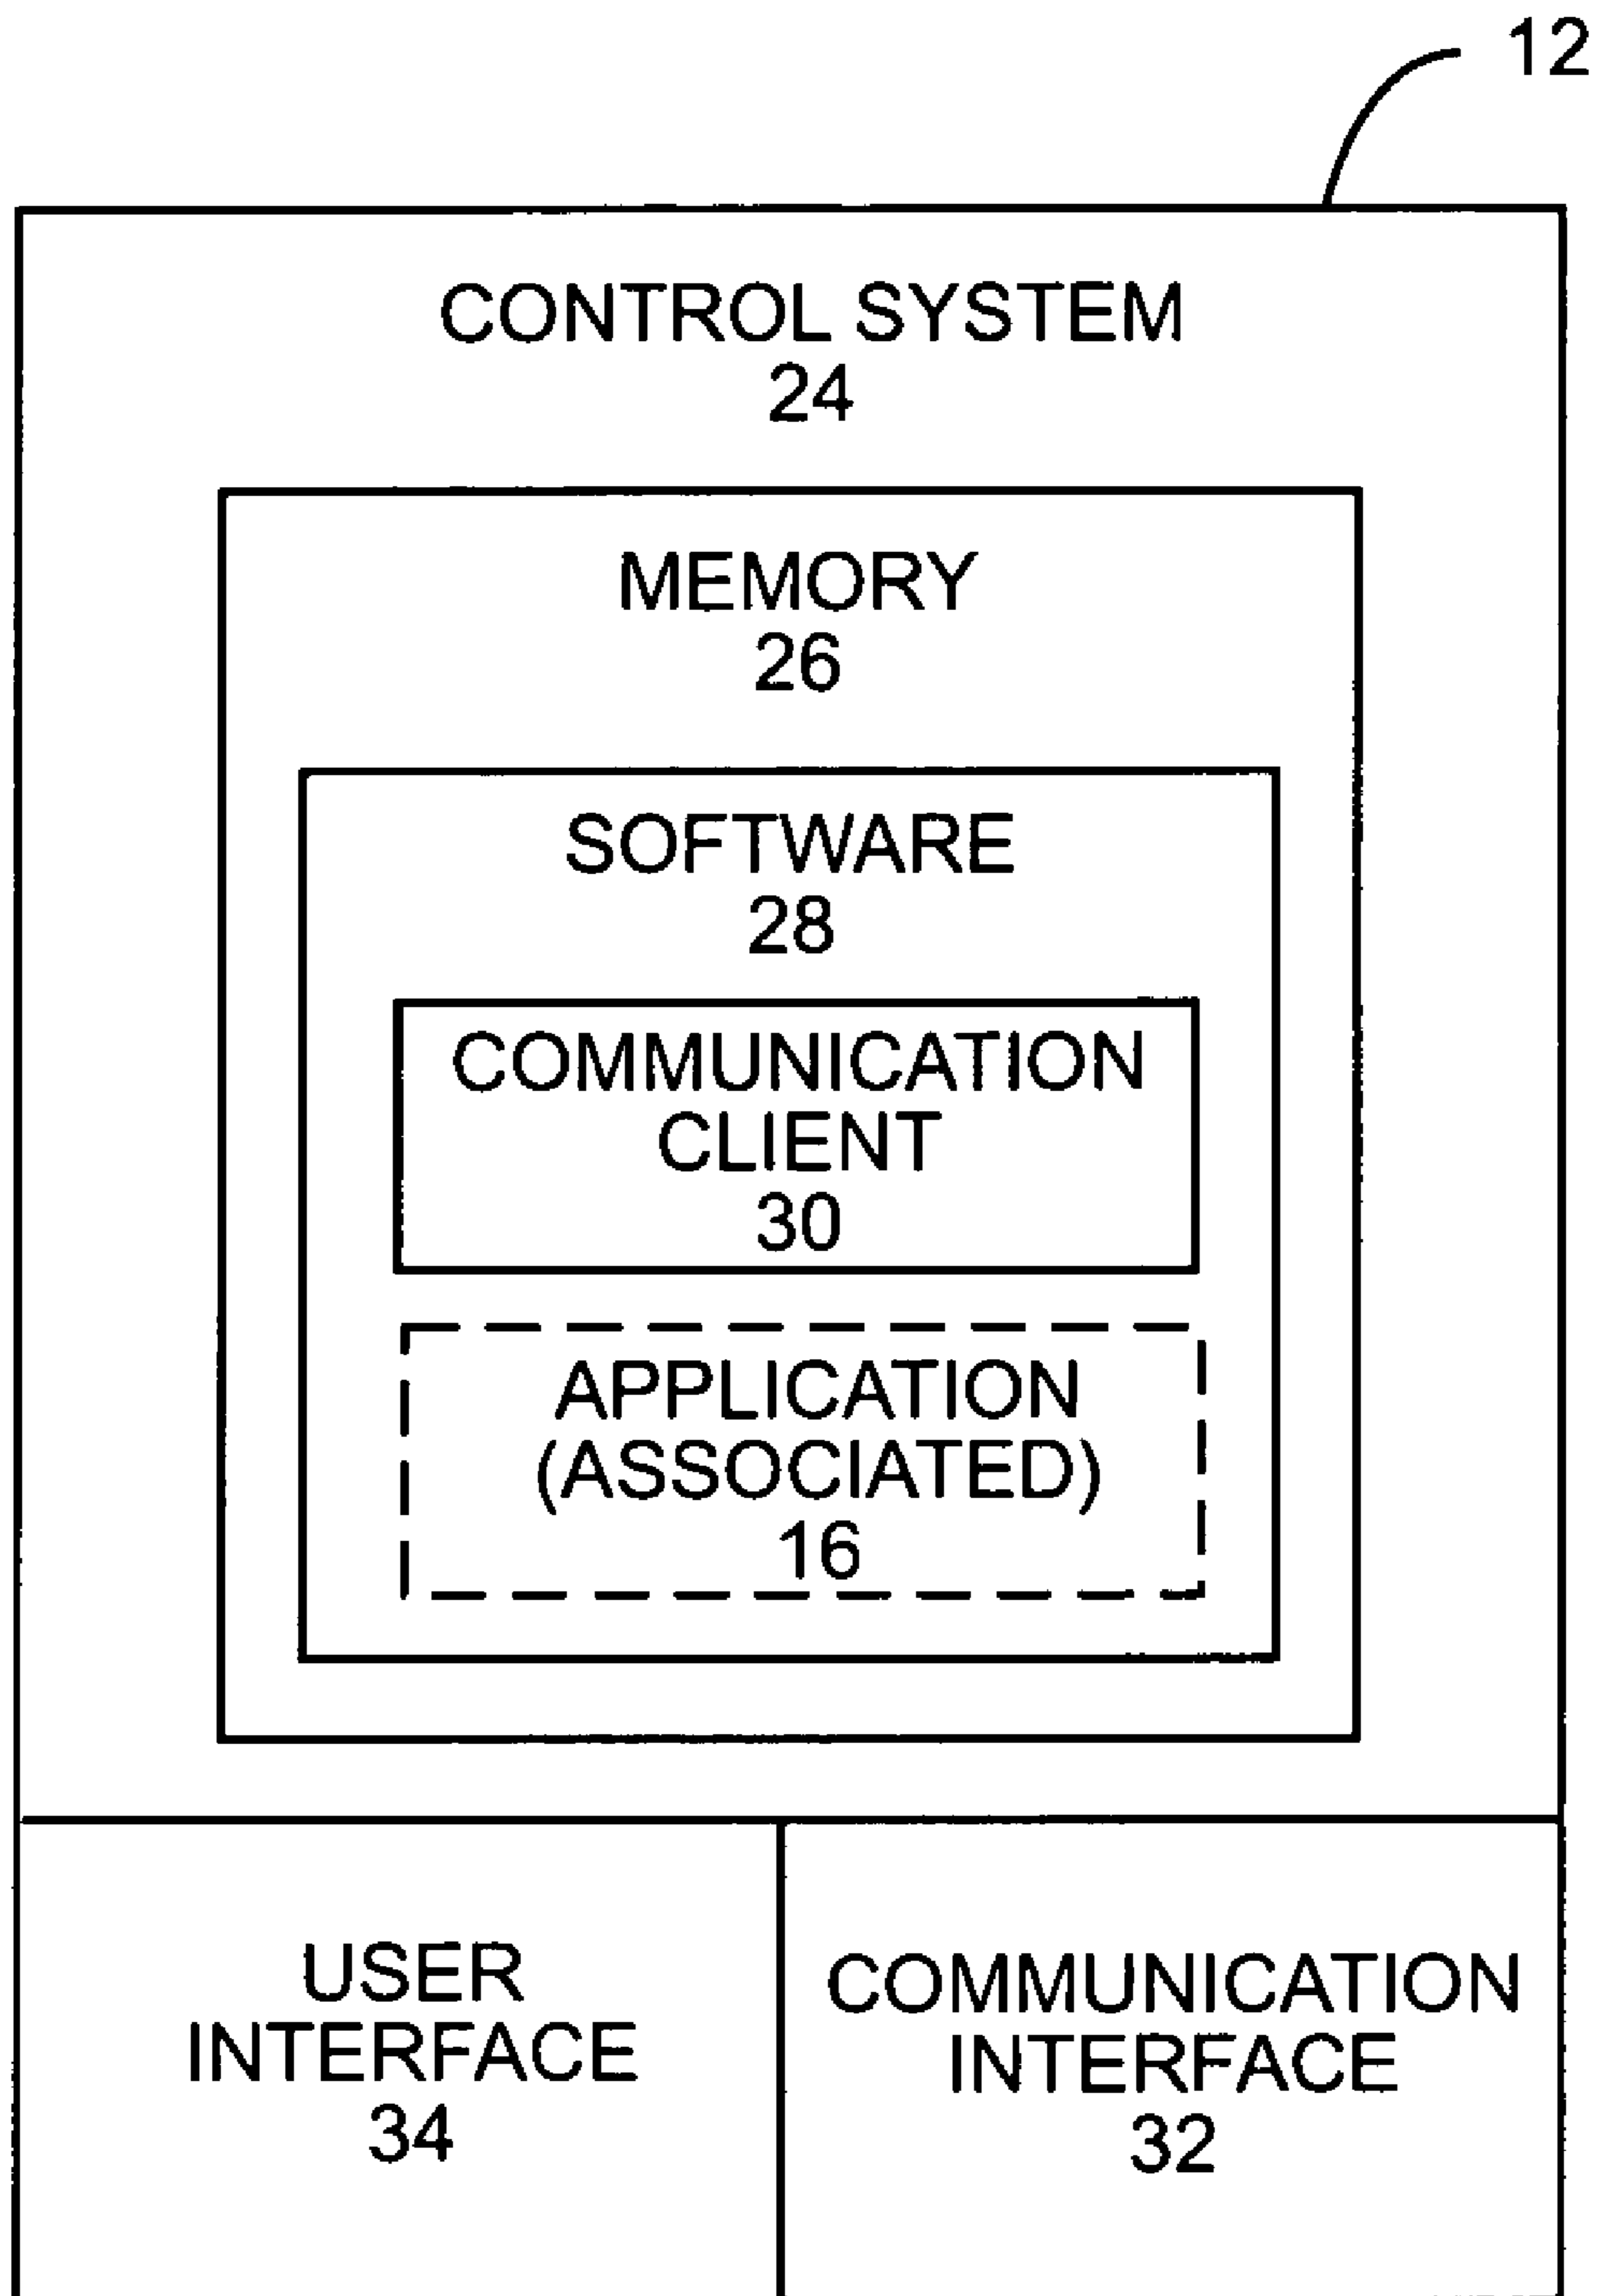 12
CONTROL SYSTEM
24
MEMORY
26
SOFTWARE
28
COMMUNICATION
CLIENT
30
APPLICATION
(ASSOCIATED)
16
USER
INTERFACE
34
COMMUNICATION
INTERFACE
32